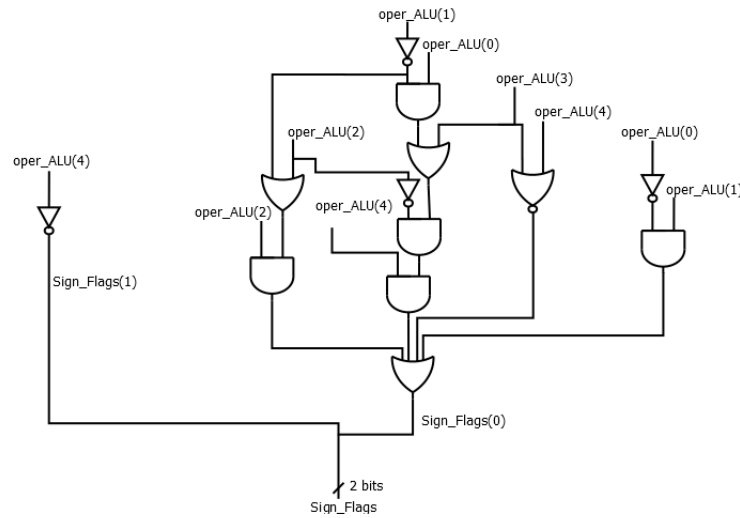 oper_ALU(1)
oper_ALU(0)
oper_ALU(3)
oper_ALU(4)
oper_ALU(2)
oper_ALU(0)
oper_ALU(4)
oper_ALU(1)
oper_ALU(2)
oper_ALU(4)
Sign_Flags(1)
Sign_Flags(0)
2 bits
Sign_Flags